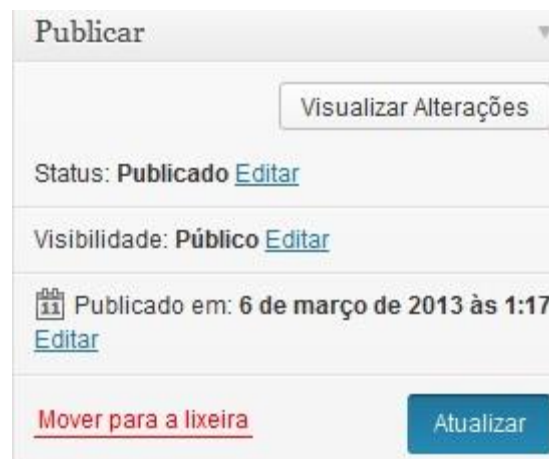 Publicar
Visualizar Alterações
Status: Publicado Editar
Visibilidade: Público Editar
11 Publicado em: 6 de março de 2013 às 1:17
Editar
Mover para a lixeira Atualizar